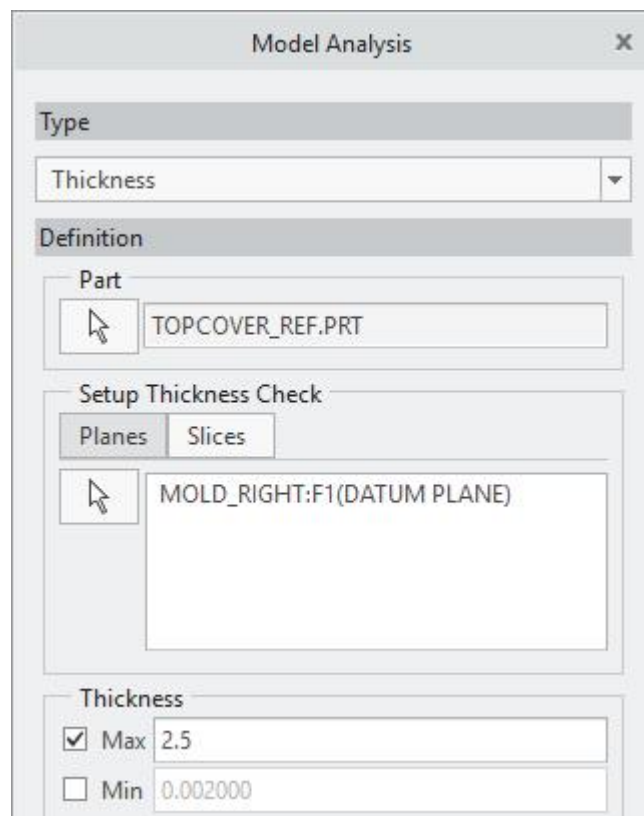 Model Analysis
Type
Thickness
Definition
Part
TOPCOVER_REF.PRT
Setup Thickness Check
Planes Slices
MOLD_RIGHT:F1(DATUM PLANE)
Thickness
Max 2.5
Min 0.002000